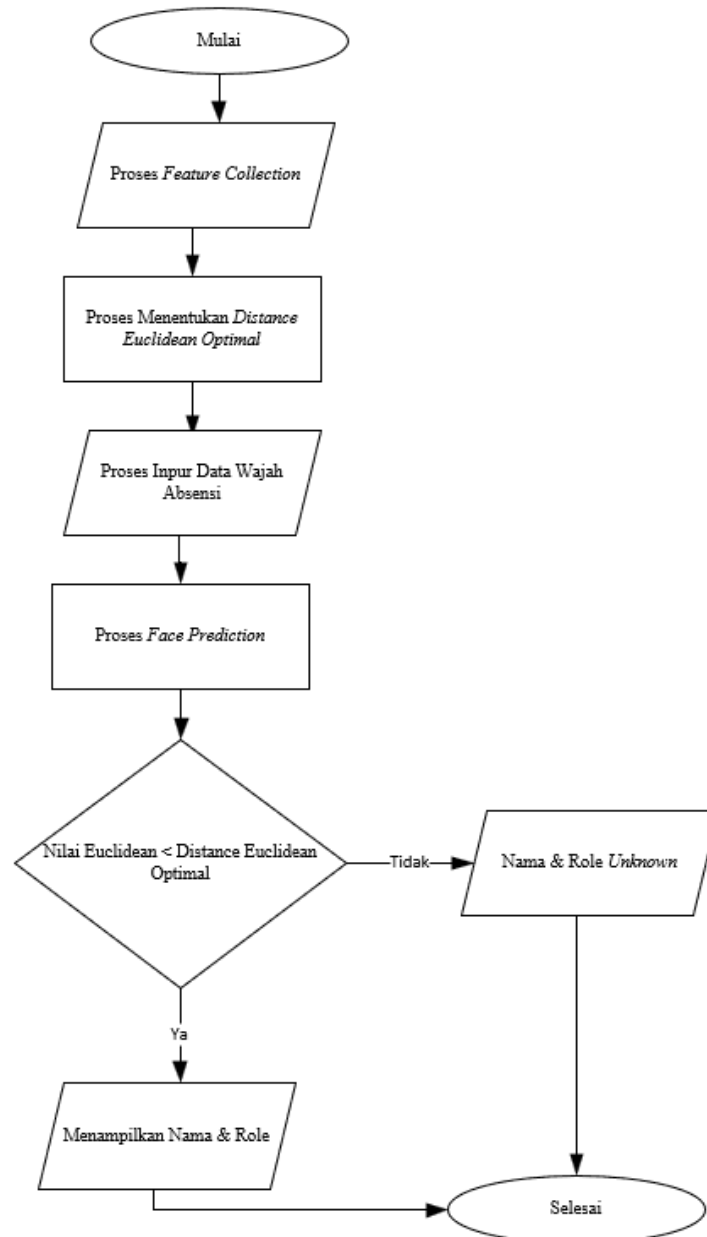 Mulai
Proses Feature Collection
Proses Menentukan Distance
Euclidean Optimal
Proses Inpur Data Wajah
Absensi
Proses Face Prediction
Nilai Euclidean < Distance Euclidean
Optimal
Tidak
Nama & Role Unknown
Ya
Menampilkan Nama & Role
Selesai